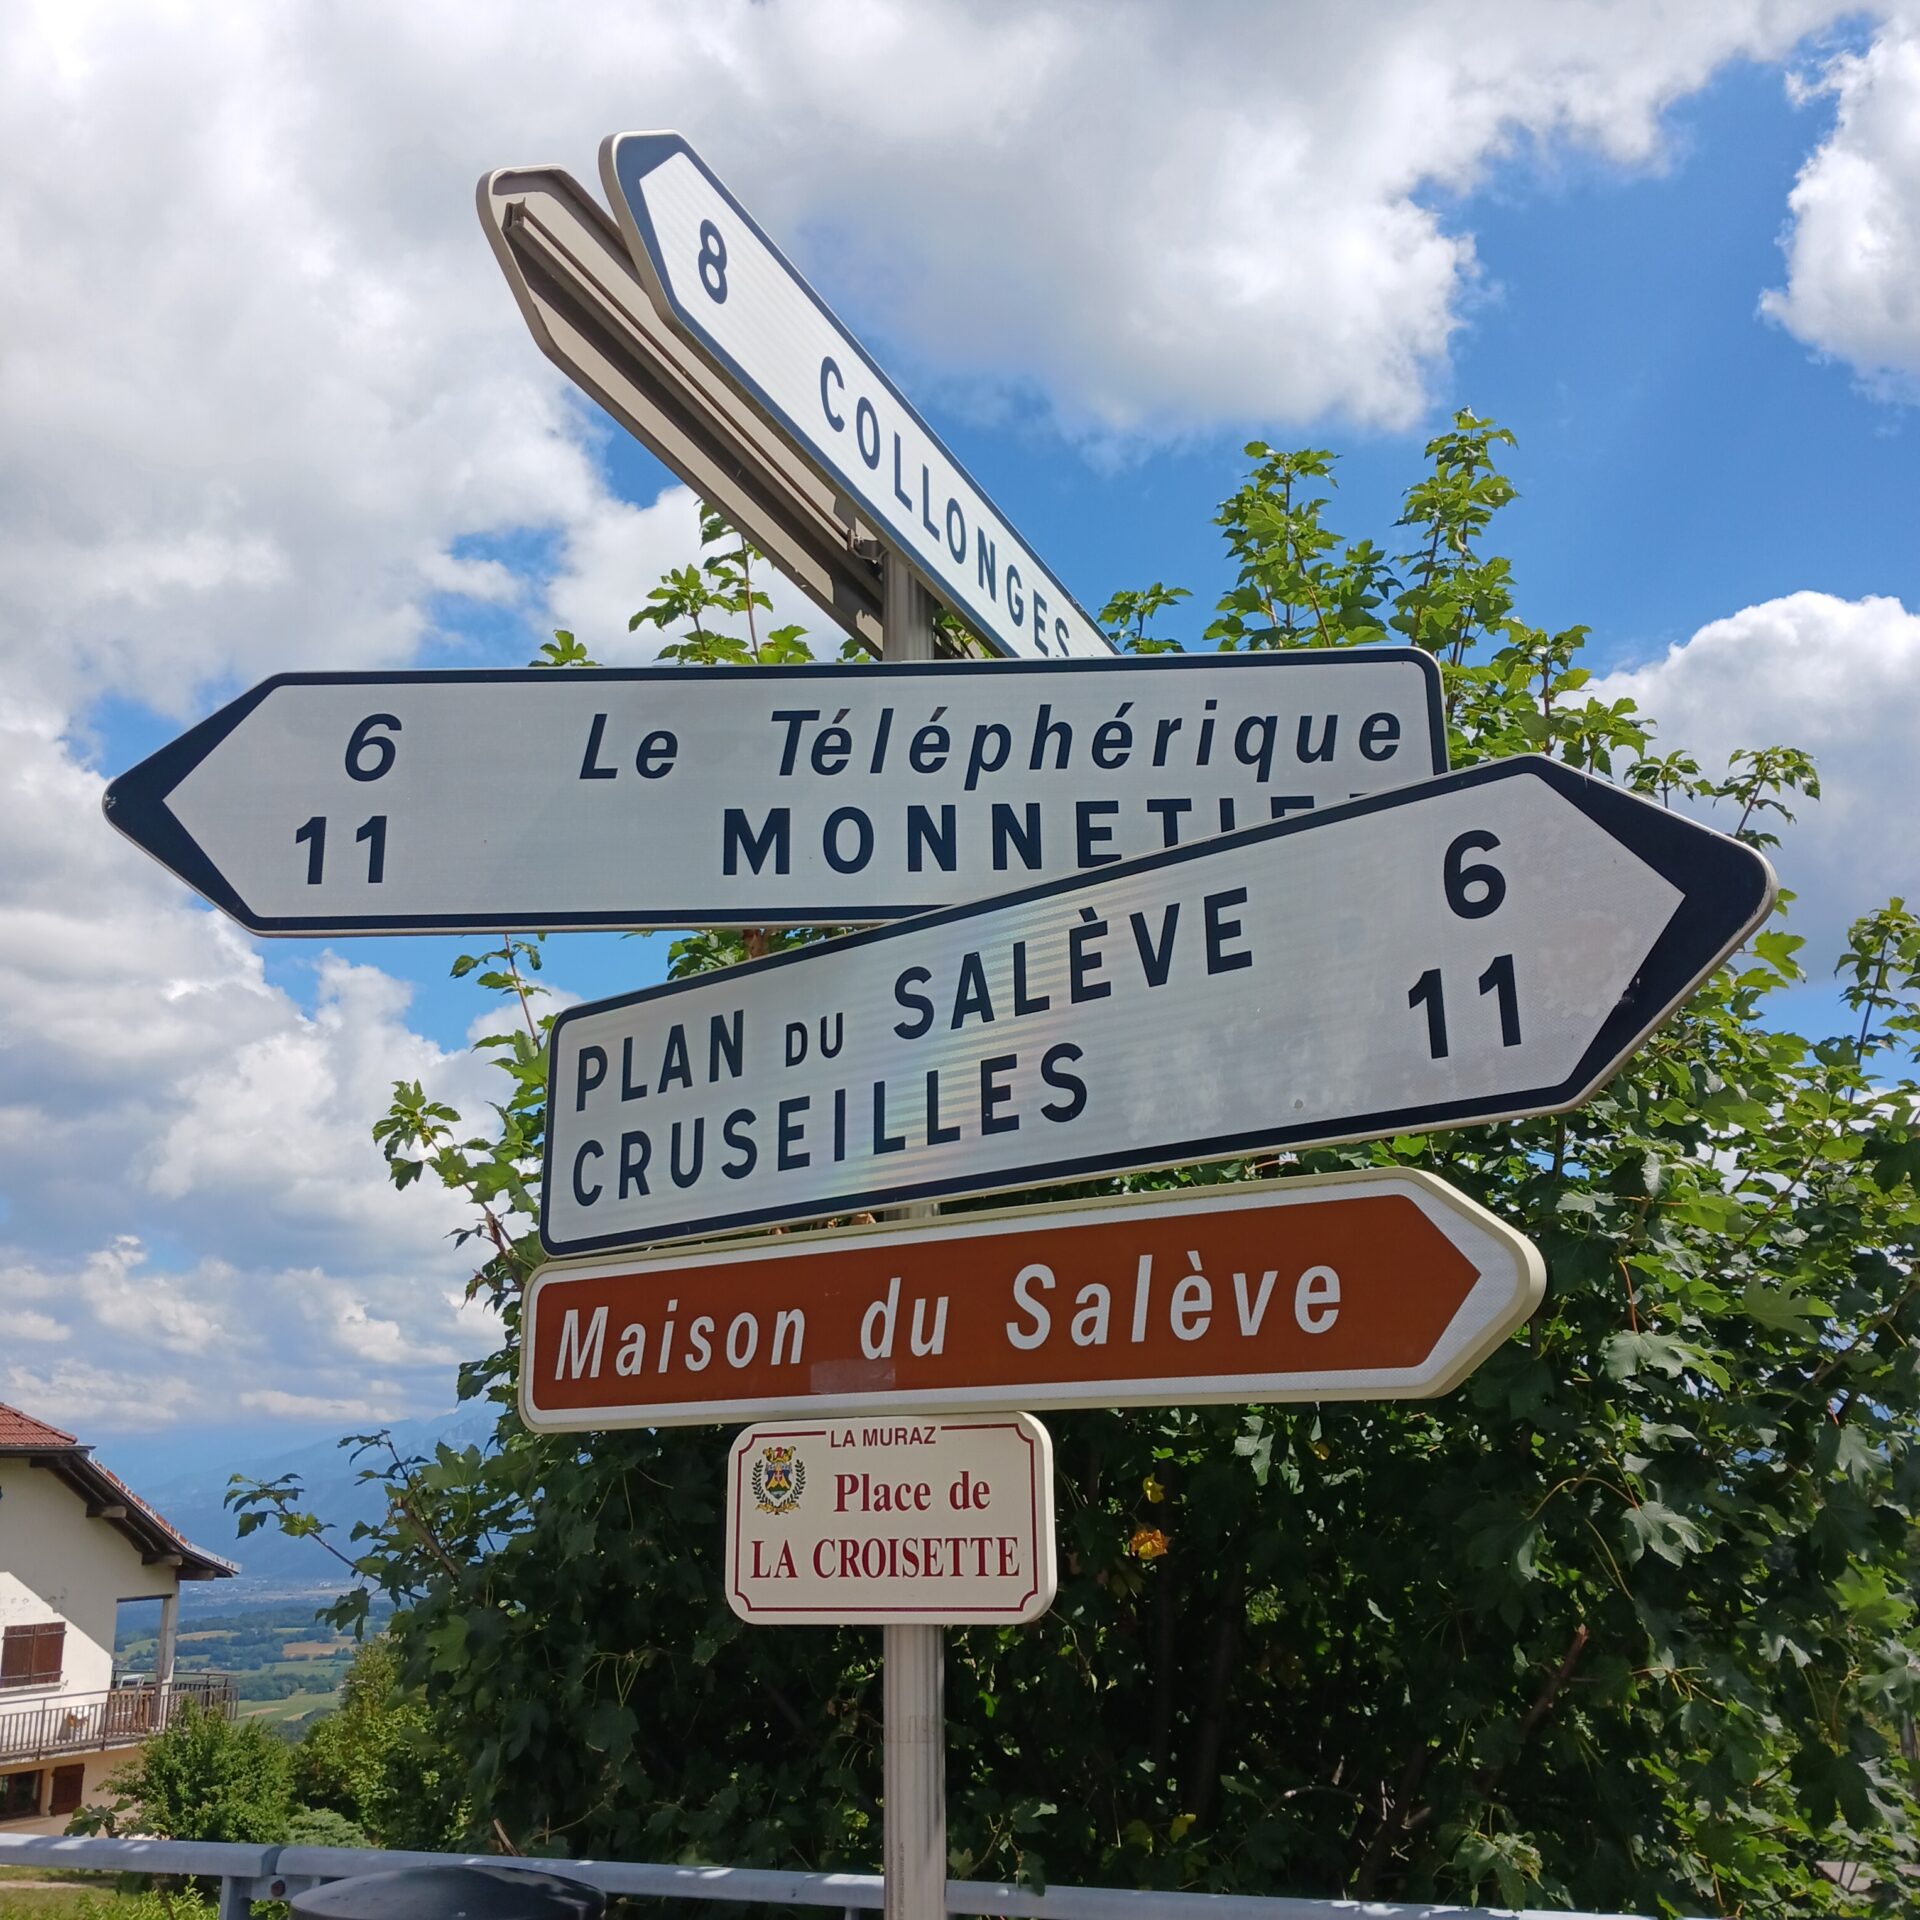 8 COLLONGES
6 Le Téléphérique
11
PLAN DU SALÈVE 6
CRUSEILLES 11
Maison du Salève
LA MURAZ
Place de
LA CROISETTE